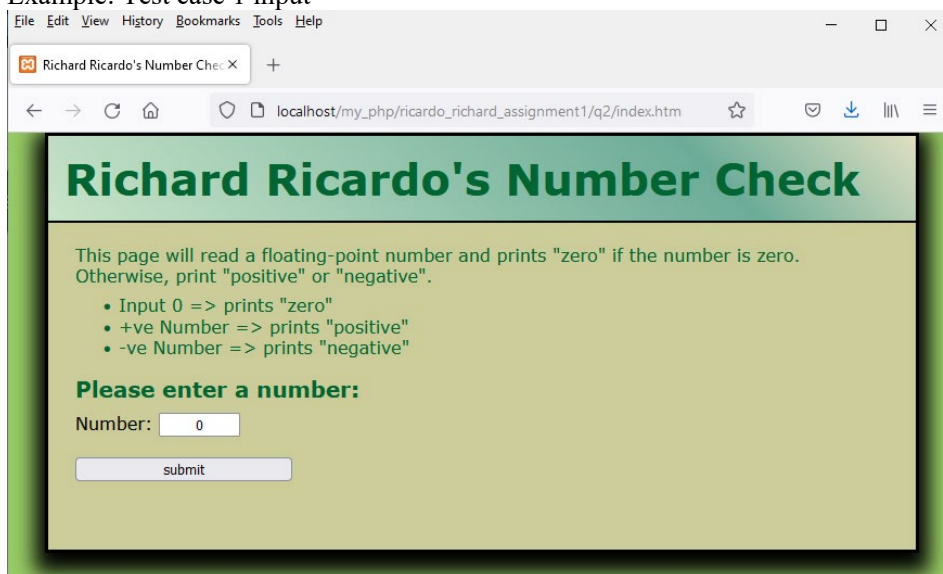 Example: Test case 1 input
File Edit View History Bookmarks Tools Help
Richard Ricardo's Number Chec
localhost/my_php/ricardo_richard_assignment1/q2/index.htm
Richard Ricardo's Number Check
This page will read a floating-point number and prints "zero" if the number is zero.
Otherwise, print "positive" or "negative".
• Input 0 => prints "zero"
• +ve Number => prints "positive"
• -ve Number => prints "negative"
Please enter a number:
Number: 0
submit